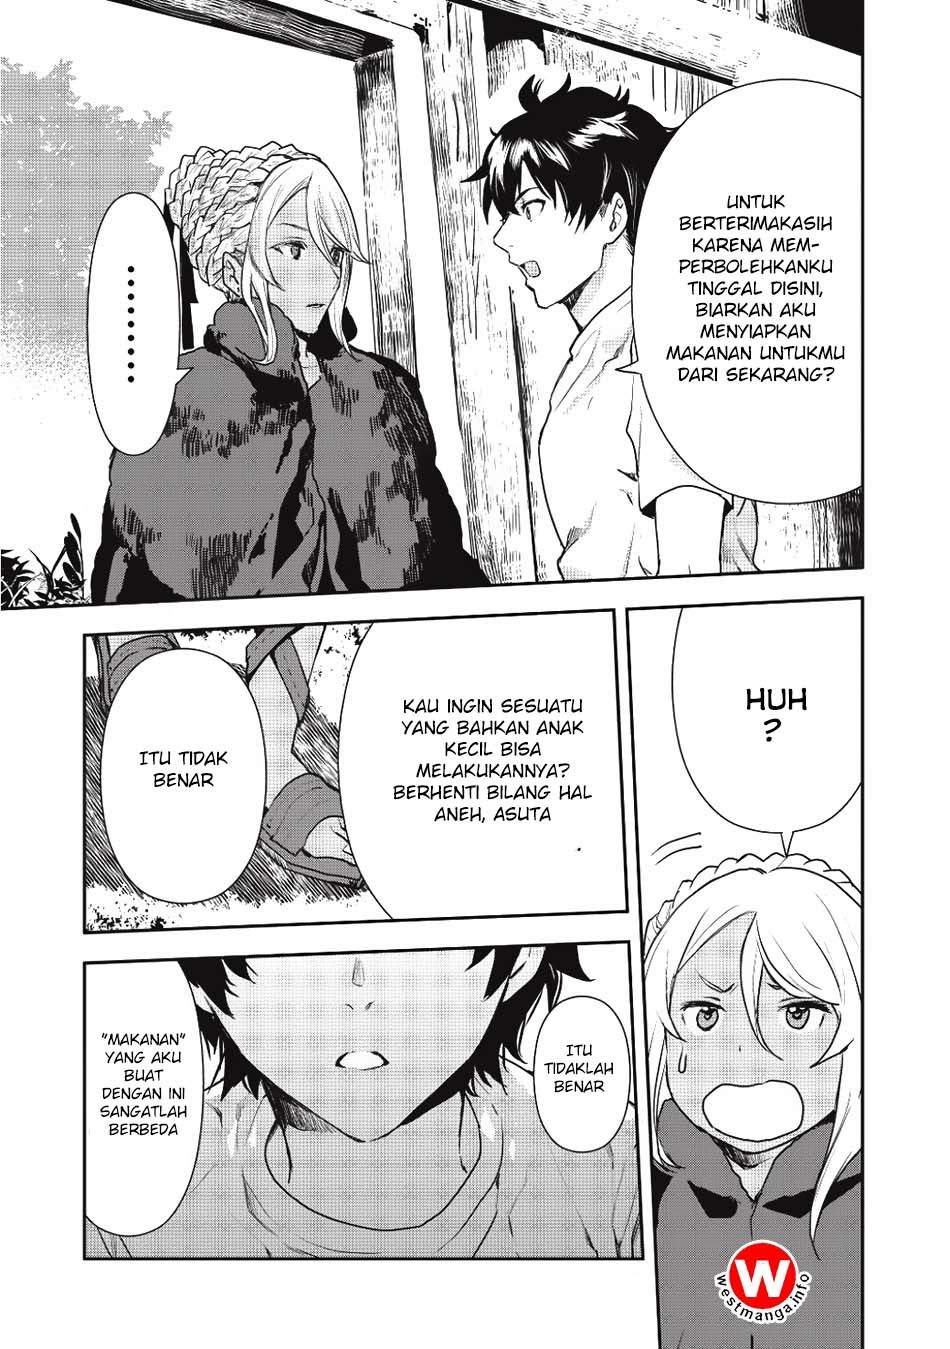 UNTUK
BERTERIMAKASIH
KARENA MEM-
PERBOLEHKANKU
TINGGAL DISINI,
BIARKAN AKU
MENYIAPKAN
MAKANAN UNTUKMU
DARI SEKARANG?
.........
HUH
?
KAU INGIN SESUATU
YANG BAHKAN ANAK
KECIL BISA
MELAKUKANNYA?
BERHENTI BILANG HAL
ANEH, ASUTA
ITU TIDAK
BENAR
ITU
TIDAKLAH
BENAR
"MAKANAN"
YANG AKU
BUAT
DENGAN INI
SANGATLAH
BERBEDA
W
westmanga.info